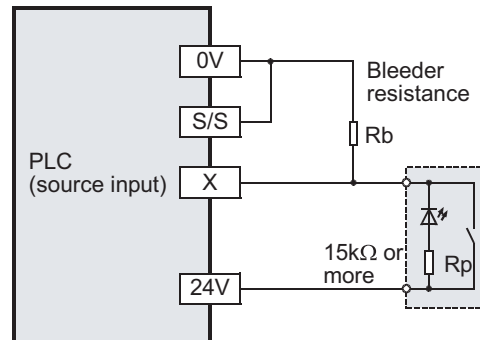 0V
Bleeder
resistance
S/S
Rb
PLC
(source input)
X
15kΩ or
more
Rp
24V